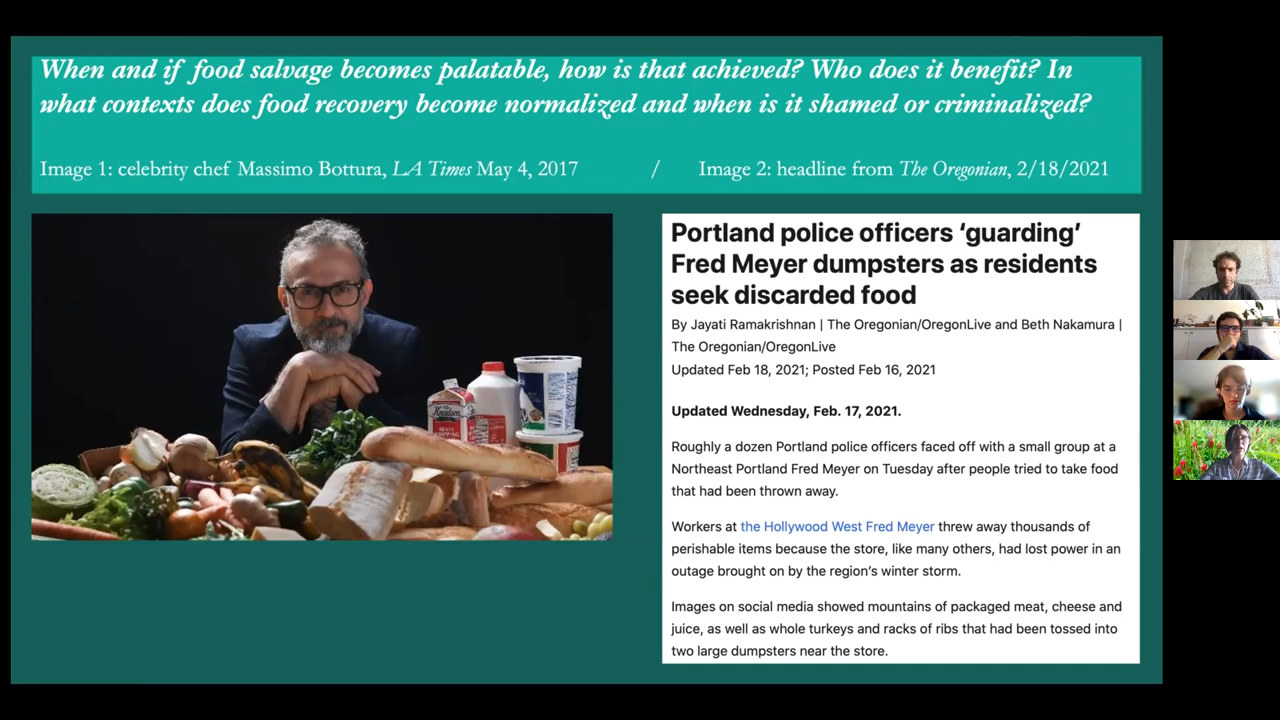 When and if food salvage becomes palatable, how is that achieved? Who does it benefit? In
what contexts does food recovery become normalized and when is it shamed or criminalized?
Image 1: celebrity chef Massimo Bottura, LA Times May 4, 2017 / Image 2: headline from The Oregonian, 2/18/2021
Portland police officers ‘guarding’
Fred Meyer dumpsters as residents
seek discarded food
By Jayati Ramakrishnan | The Oregonian/OregonLive and Beth Nakamura |
The Oregonian/OregonLive
Updated Feb 18, 2021; Posted Feb 16, 2021
Updated Wednesday, Feb. 17, 2021.
Roughly a dozen Portland police officers faced off with a small group at a
Northeast Portland Fred Meyer on Tuesday after people tried to take food
that had been thrown away.
Workers at the Hollywood West Fred Meyer threw away thousands of
perishable items because the store, like many others, had lost power in an
outage brought on by the region’s winter storm.
Images on social media showed mountains of packaged meat, cheese and
juice, as well as whole turkeys and racks of ribs that had been tossed into
two large dumpsters near the store.
Knudsen